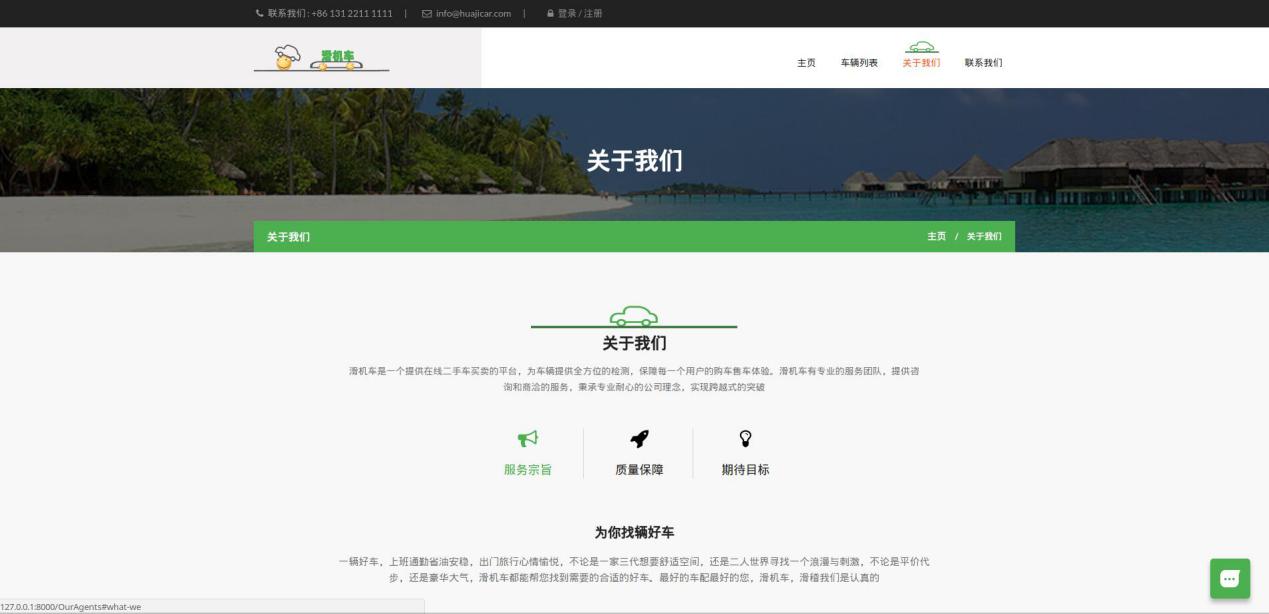 联系我们 : +86 131 2211 1111 | info@huajicar.com | 登录 / 注册
滑机车
主页 车辆列表 关于我们 联系我们
关于我们
关于我们 主页 / 关于我们
关于我们
滑机车是一个提供在线二手车买卖的平台，为车辆提供全方位的检测，保障每一个用户的购车售车体验。滑机车有专业的服务团队，提供咨
询和商洽的服务，秉承专业耐心的公司理念，实现跨越式的突破
服务宗旨 质量保障 期待目标
为你找辆好车
一辆好车，上班通勤省油安稳，出门旅行心情愉悦，不论是一家三代想要舒适空间，还是二人世界寻找一个浪漫与刺激，不论是平价代
步，还是豪华大气，滑机车都能帮您找到需要的合适的好车。最好的车配最好的您，滑机车，滑稽我们是认真的
127.0.0.1:8000/OurAgents#what-we